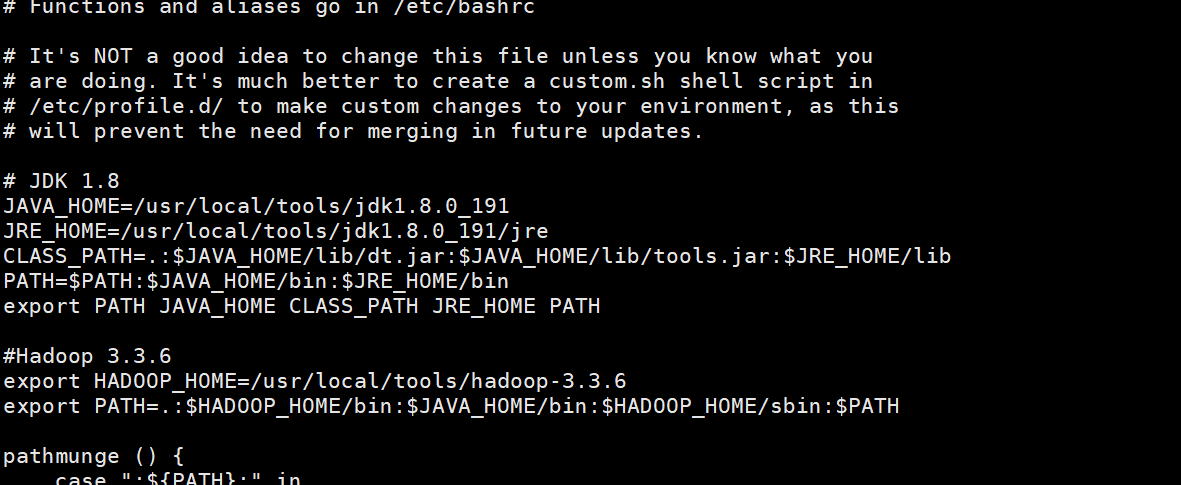 # Functions and aliases go in /etc/bashrc
# It's NOT a good idea to change this file unless you know what you
# are doing. It's much better to create a custom.sh shell script in
# /etc/profile.d/ to make custom changes to your environment, as this
# will prevent the need for merging in future updates.
# JDK 1.8
JAVA_HOME=/usr/local/tools/jdk1.8.0_191
JRE_HOME=/usr/local/tools/jdk1.8.0_191/jre
CLASS_PATH=.:$JAVA_HOME/lib/dt.jar:$JAVA_HOME/lib/tools.jar:$JRE_HOME/lib
PATH=$PATH:$JAVA_HOME/bin:$JRE_HOME/bin
export PATH JAVA_HOME CLASS_PATH JRE_HOME PATH
#Hadoop 3.3.6
export HADOOP_HOME=/usr/local/tools/hadoop-3.3.6
export PATH=.:$HADOOP_HOME/bin:$JAVA_HOME/bin:$HADOOP_HOME/sbin:$PATH
pathmunge () {
    case ":${PATH}:" in